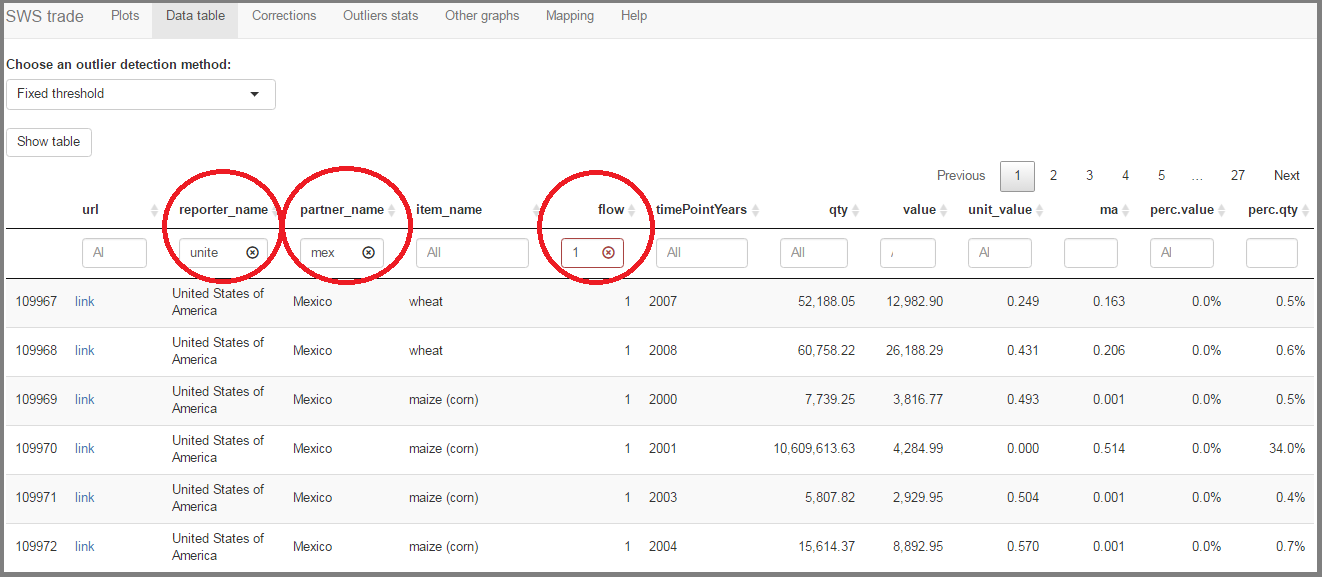 SWS trade Plots Data table Corrections Outliers stats Other graphs Mapping Help
Choose an outlier detection method:
Fixed threshold
Show table
Previous 1 2 3 4 5 ... 27 Next
url reporter_name partner_name item_name flow timePointYears qty value unit_value ma perc.value perc.qty
Al unite mex All 1 All All Al Al
109967 link United States of America Mexico wheat 1 2007 52,188.05 12,982.90 0.249 0.163 0.0% 0.5%
109968 link United States of America Mexico wheat 1 2008 60,758.22 26,188.29 0.431 0.206 0.0% 0.6%
109969 link United States of America Mexico maize (corn) 1 2000 7,739.25 3,816.77 0.493 0.001 0.0% 0.5%
109970 link United States of America Mexico maize (corn) 1 2001 10,609,613.63 4,284.99 0.000 0.514 0.0% 34.0%
109971 link United States of America Mexico maize (corn) 1 2003 5,807.82 2,929.95 0.504 0.001 0.0% 0.4%
109972 link United States of America Mexico maize (corn) 1 2004 15,614.37 8,892.95 0.570 0.001 0.0% 0.7%